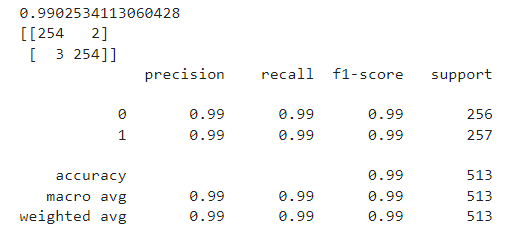 0.9902534113060428
[[254   2]
 [  3 254]]
              precision    recall  f1-score   support

           0       0.99      0.99      0.99       256
           1       0.99      0.99      0.99       257

    accuracy                           0.99       513
   macro avg       0.99      0.99      0.99       513
weighted avg       0.99      0.99      0.99       513